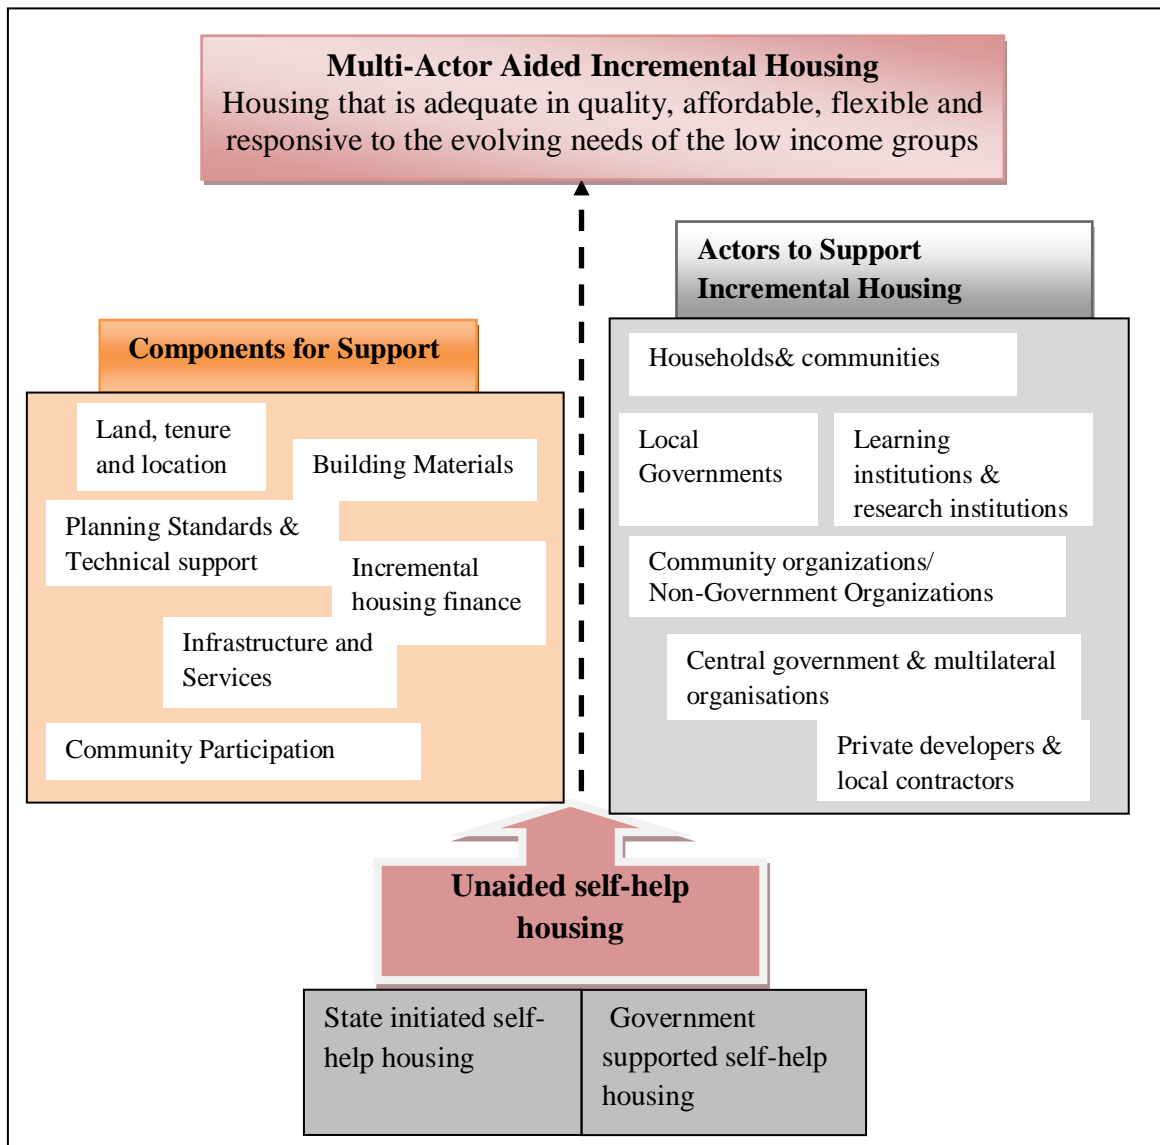 Multi-Actor Aided Incremental Housing
Housing that is adequate in quality, affordable, flexible and
responsive to the evolving needs of the low income groups
Actors to Support
Incremental Housing
Components for Support
Households& communities
Land, tenure
and location
Building Materials
Planning Standards &
Technical support
Incremental
housing finance
Infrastructure and
Services
Community Participation
Local
Governments
Learning
institutions &
research institutions
Community organizations/
Non-Government Organizations
Central government & multilateral
organisations
Private developers &
local contractors
Unaided self-help
housing
State initiated self-
help housing
Government
supported self-help
housing